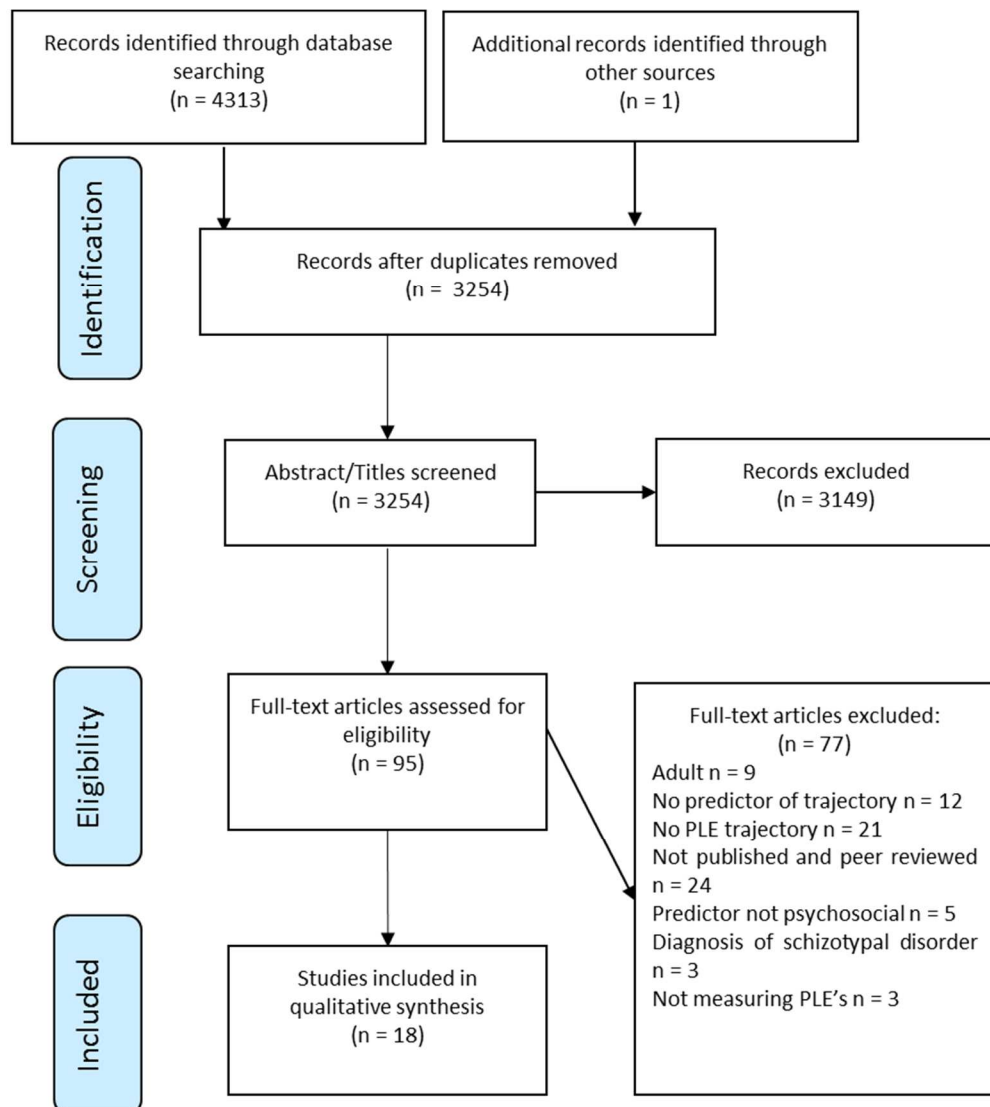 Records identified through database
searching
(n = 4313)
Additional records identified through
other sources
(n = 1)
Identification
Records after duplicates removed
(n = 3254)
Screening
Abstract/Titles screened
(n = 3254)
Records excluded
(n = 3149)
Eligibility
Full-text articles assessed for
eligibility
(n = 95)
Full-text articles excluded:
(n = 77)
Adult n = 9
No predictor of trajectory n = 12
No PLE trajectory n = 21
Not published and peer reviewed
n = 24
Predictor not psychosocial n = 5
Diagnosis of schizotypal disorder
n = 3
Not measuring PLE's n = 3
Included
Studies included in
qualitative synthesis
(n = 18)